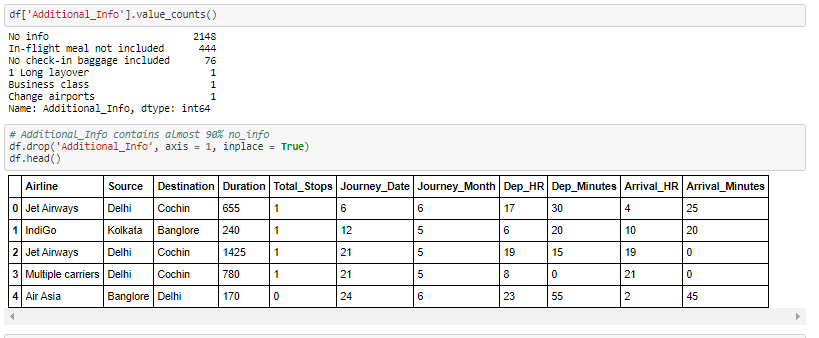 df['Additional_Info'].value_counts()
No info 2148
In-flight meal not included 444
No check-in baggage included 76
1 Long layover 1
Business class 1
Change airports 1
Name: Additional_Info, dtype: int64
# Additional_Info contains almost 90% no_info
df.drop('Additional_Info', axis = 1, inplace = True)
df.head()
Airline Source Destination Duration Total_Stops Journey_Date Journey_Month Dep_HR Dep_Minutes Arrival_HR Arrival_Minutes
0 Jet Airways Delhi Cochin 655 1 6 6 17 30 4 25
1 IndiGo Kolkata Banglore 240 1 12 5 6 20 10 20
2 Jet Airways Delhi Cochin 1425 1 21 5 19 15 19 0
3 Multiple carriers Delhi Cochin 780 1 21 5 8 0 21 0
4 Air Asia Banglore Delhi 170 0 24 6 23 55 2 45